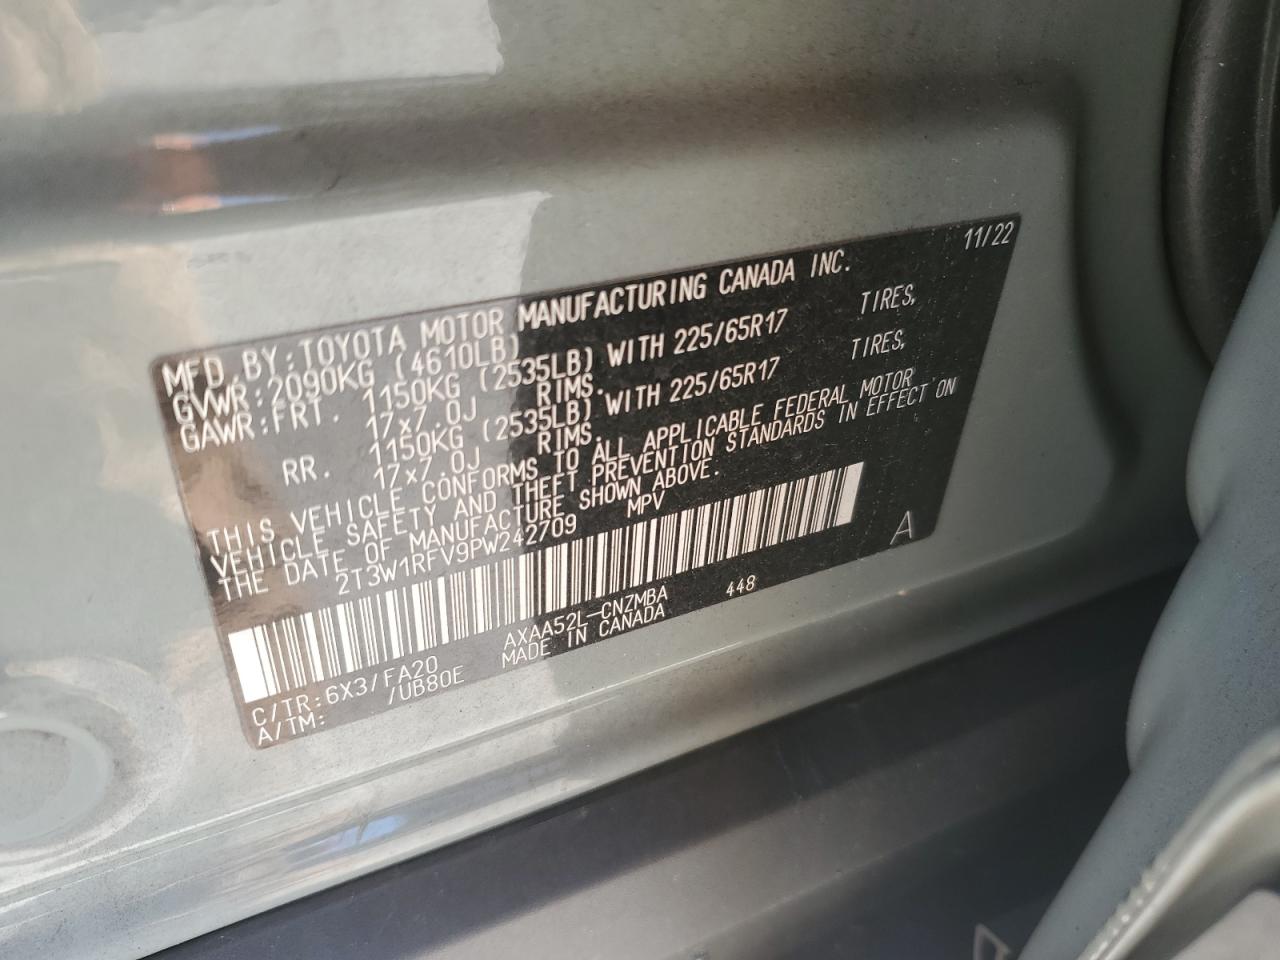 11/22
MFD. BY: TOYOTA MOTOR MANUFACTURING CANADA INC.
GVWR: 2090KG (4610LB)
GAWR: FRT. 1150KG (2535LB) WITH 225/65R17 TIRES,
17x7.0J RIMS.
RR. 1150KG (2535LB) WITH 225/65R17 TIRES,
17x7.0J RIMS.
THIS VEHICLE CONFORMS TO ALL APPLICABLE FEDERAL MOTOR
VEHICLE SAFETY AND THEFT PREVENTION STANDARDS IN EFFECT ON
THE DATE OF MANUFACTURE SHOWN ABOVE.
2T3W1RFV9PW242709 MPV
A
AXAA52L-CNZMBA 448
C/TR: 6X3/FA20 MADE IN CANADA
A/TM: /UB80E